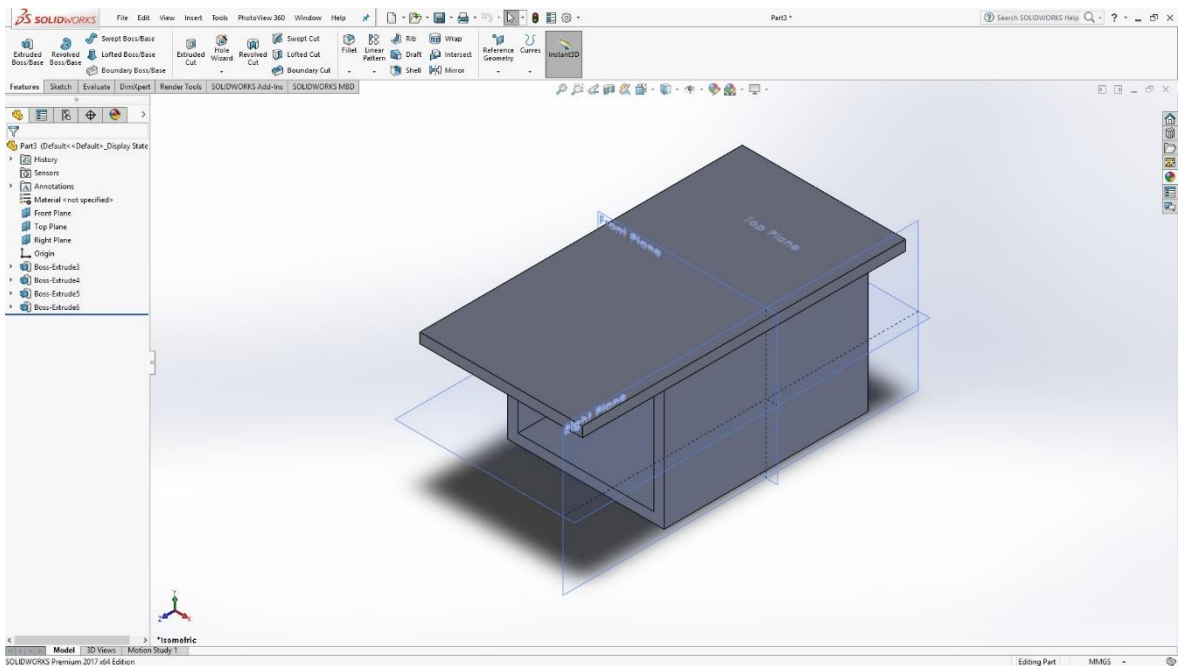 SOLIDWORKS File Edit View Insert Tools PhotoView 360 Window Help Part3 * Search SOLIDWORKS Help
Extruded Boss/Base Revolved Boss/Base Swept Boss/Base Lofted Boss/Base Boundary Boss/Base Extruded Cut Hole Wizard Revolved Cut Swept Cut Lofted Cut Boundary Cut Fillet Linear Pattern Rib Draft Shell Wrap Intersect Mirror Reference Geometry Curves Instant3D
Features Sketch Evaluate DimXpert Render Tools SOLIDWORKS Add-Ins SOLIDWORKS MBD
Part3 (Default<<Default>_Display State
History
Sensors
Annotations
Material <not specified>
Front Plane
Top Plane
Right Plane
Origin
Boss-Extrude3
Boss-Extrude4
Boss-Extrude5
Boss-Extrude6
Front Plane
Top Plane
Right Plane
Y
Z X
*Isometric
Model 3D Views Motion Study 1
SOLIDWORKS Premium 2017 x64 Edition Editing Part MMGS